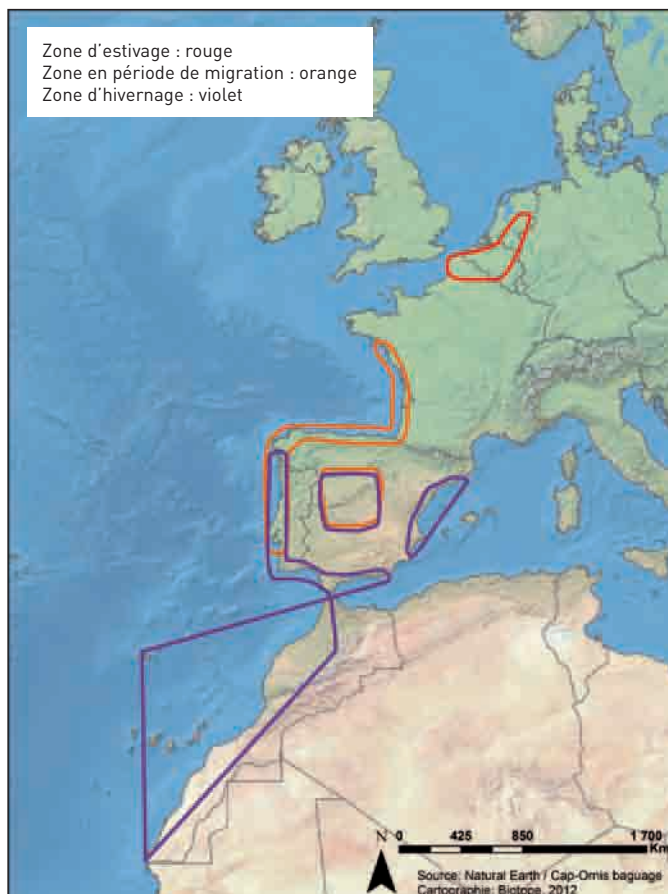 Zone d'estivage : rouge
Zone en période de migration : orange
Zone d'hivernage : violet
N 0 425 850 1 700
Km
Source: Natural Earth / Cap-Ornis baguage
Cartographie: Biotope, 2012